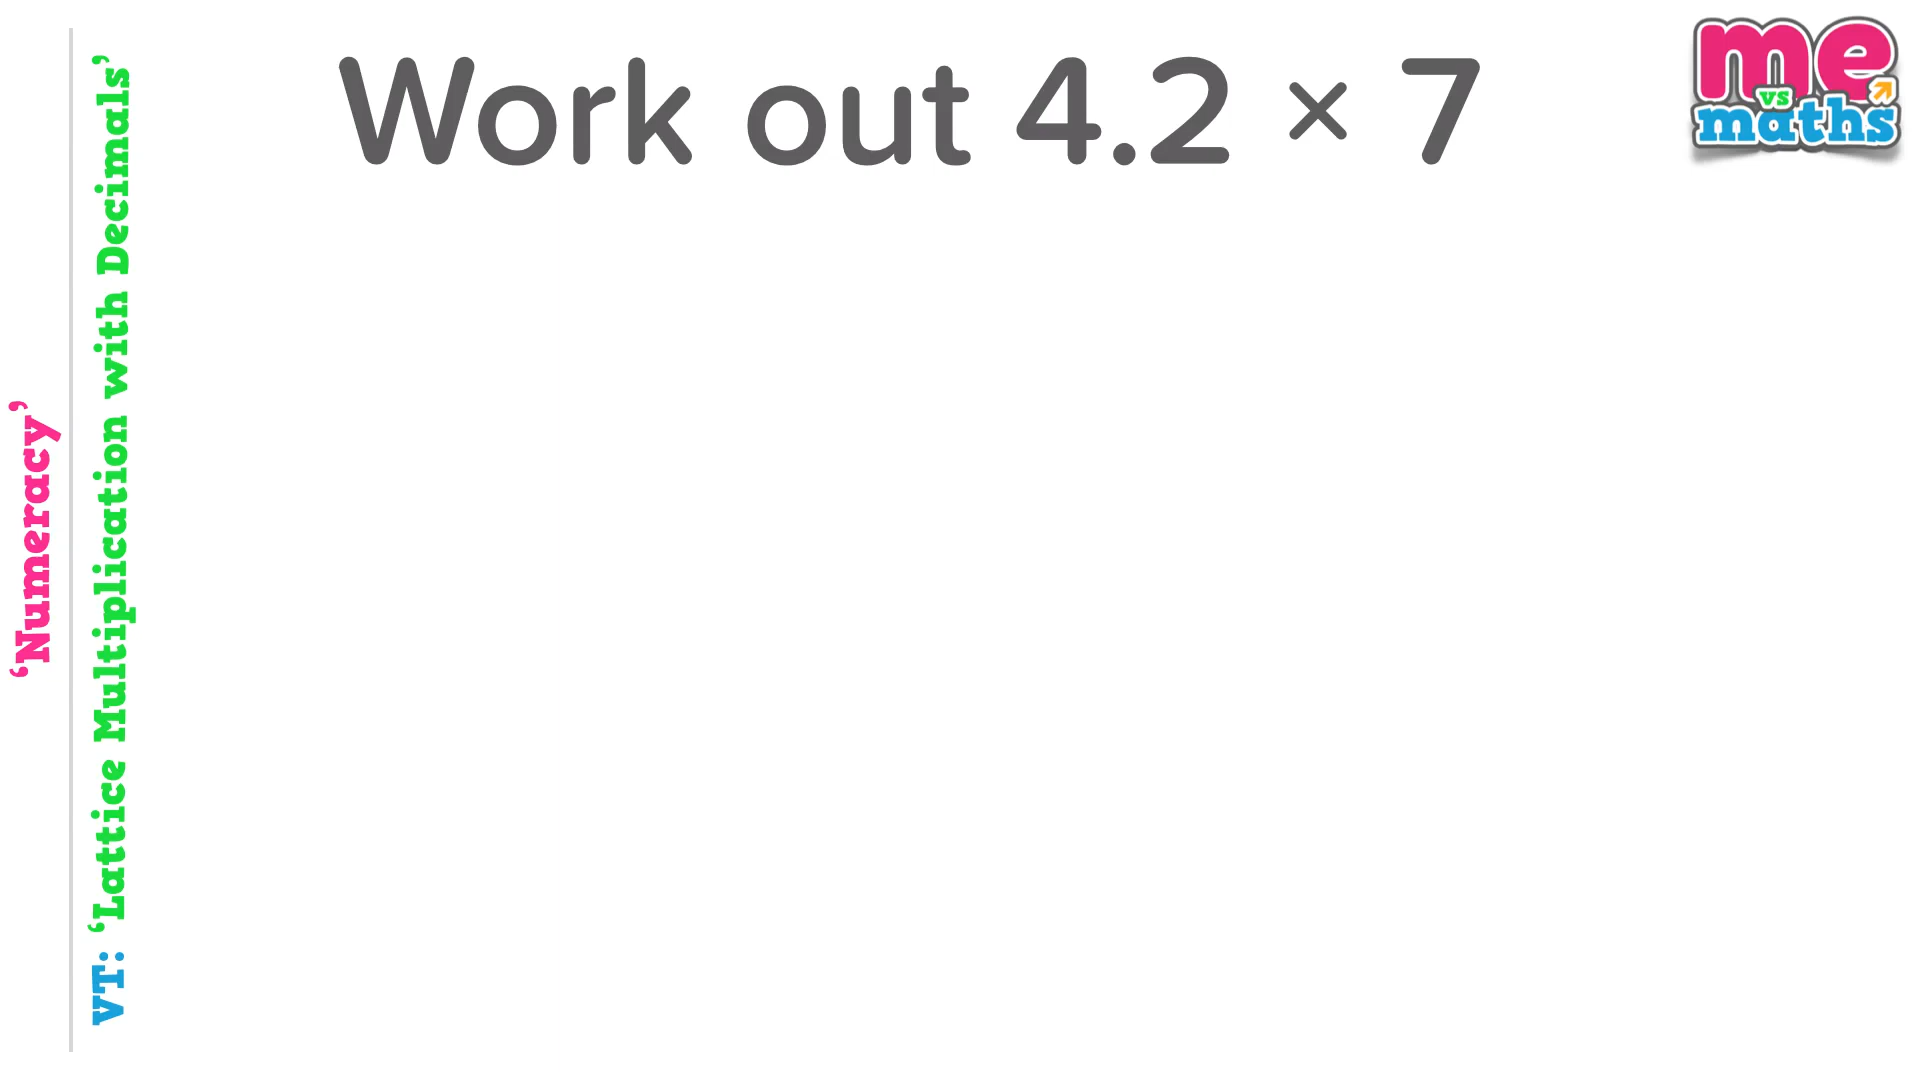 Work out 4.2 × 7
me
vs
maths
‘Numeracy’
VT: ‘Lattice Multiplication with Decimals’